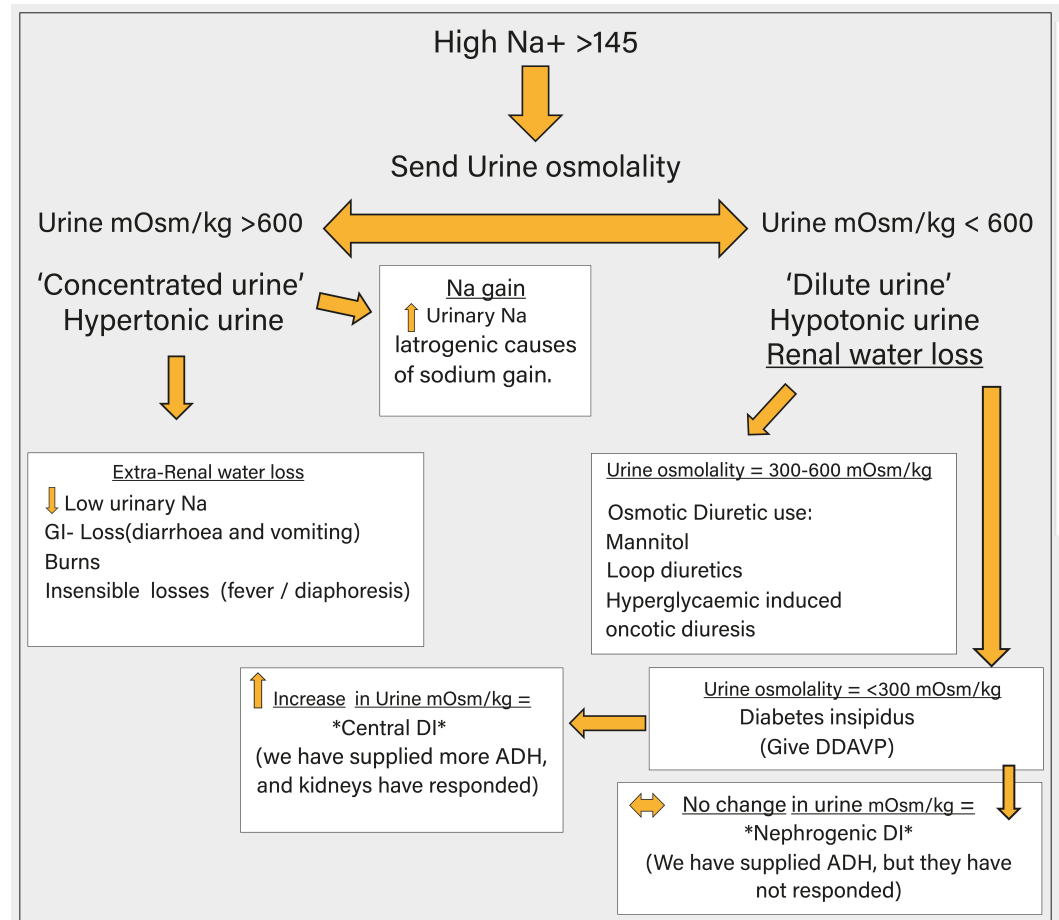 High Na+ >145
Send Urine osmolality
Urine mOsm/kg >600
Urine mOsm/kg < 600
'Concentrated urine'
Hypertonic urine
Na gain
Urinary Na
Iatrogenic causes
of sodium gain.
'Dilute urine'
Hypotonic urine
Renal water loss
Extra-Renal water loss
Low urinary Na
GI- Loss(diarrhoea and vomiting)
Burns
Insensible losses (fever / diaphoresis)
Urine osmolality = 300-600 mOsm/kg
Osmotic Diuretic use:
Mannitol
Loop diuretics
Hyperglycaemic induced
oncotic diuresis
Urine osmolality = <300 mOsm/kg
Diabetes insipidus
(Give DDAVP)
Increase in Urine mOsm/kg =
*Central DI*
(we have supplied more ADH,
and kidneys have responded)
No change in urine mOsm/kg =
*Nephrogenic DI*
(We have supplied ADH, but they have
not responded)